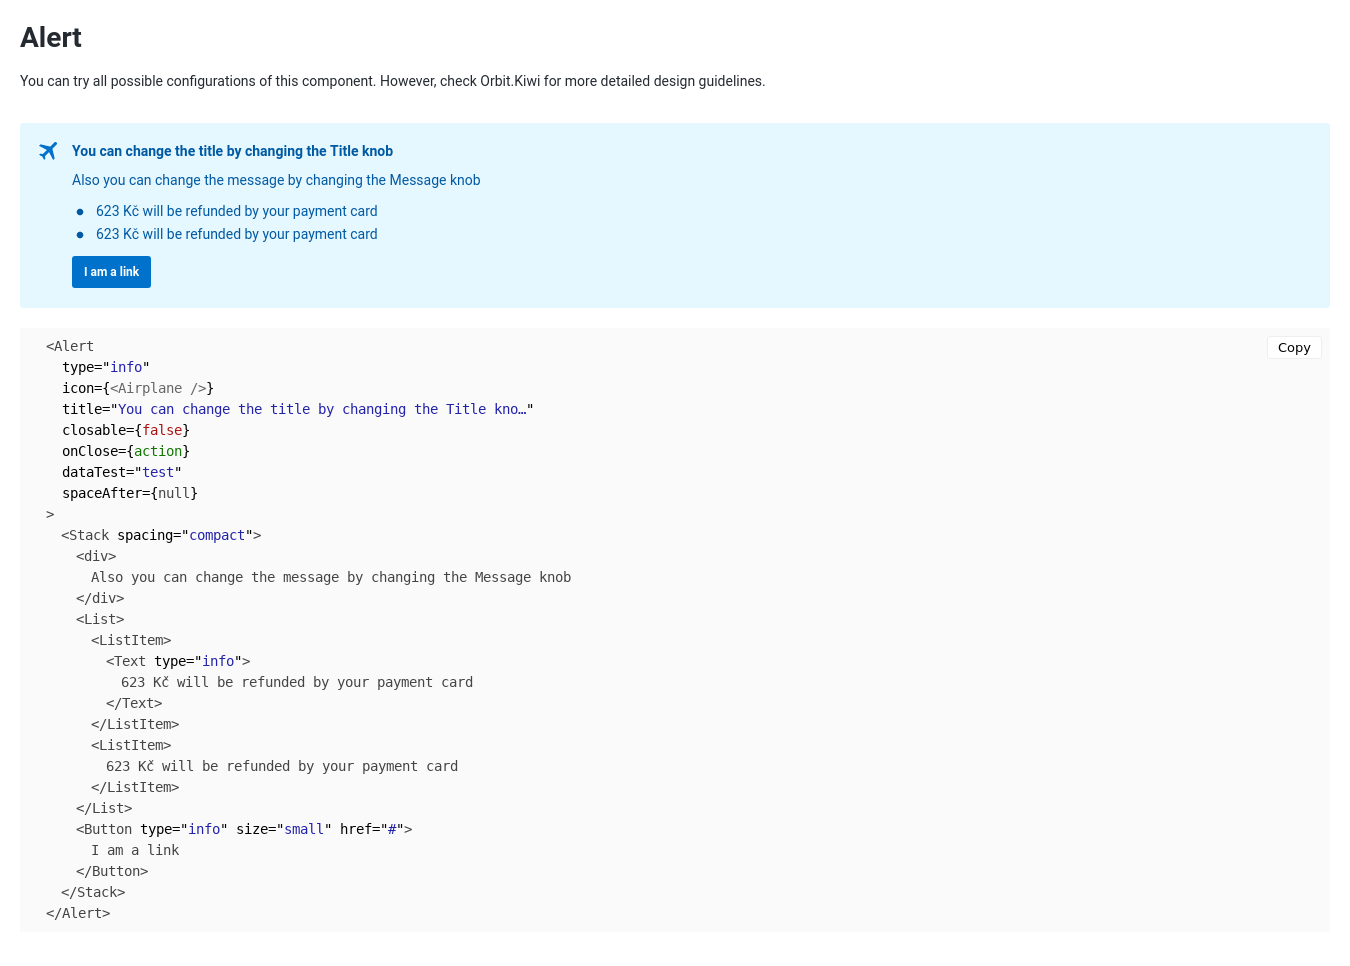 Alert
You can try all possible configurations of this component. However, check Orbit.Kiwi for more detailed design guidelines.
You can change the title by changing the Title knob
Also you can change the message by changing the Message knob
623 Kč will be refunded by your payment card
623 Kč will be refunded by your payment card
I am a link
Copy
<Alert
type="info"
icon={<Airplane />}
title="You can change the title by changing the Title kno…"
closable={false}
onClose={action}
dataTest="test"
spaceAfter={null}
>
<Stack spacing="compact">
<div>
Also you can change the message by changing the Message knob
</div>
<List>
<ListItem>
<Text type="info">
623 Kč will be refunded by your payment card
</Text>
</ListItem>
<ListItem>
623 Kč will be refunded by your payment card
</ListItem>
</List>
<Button type="info" size="small" href="#">
I am a link
</Button>
</Stack>
</Alert>